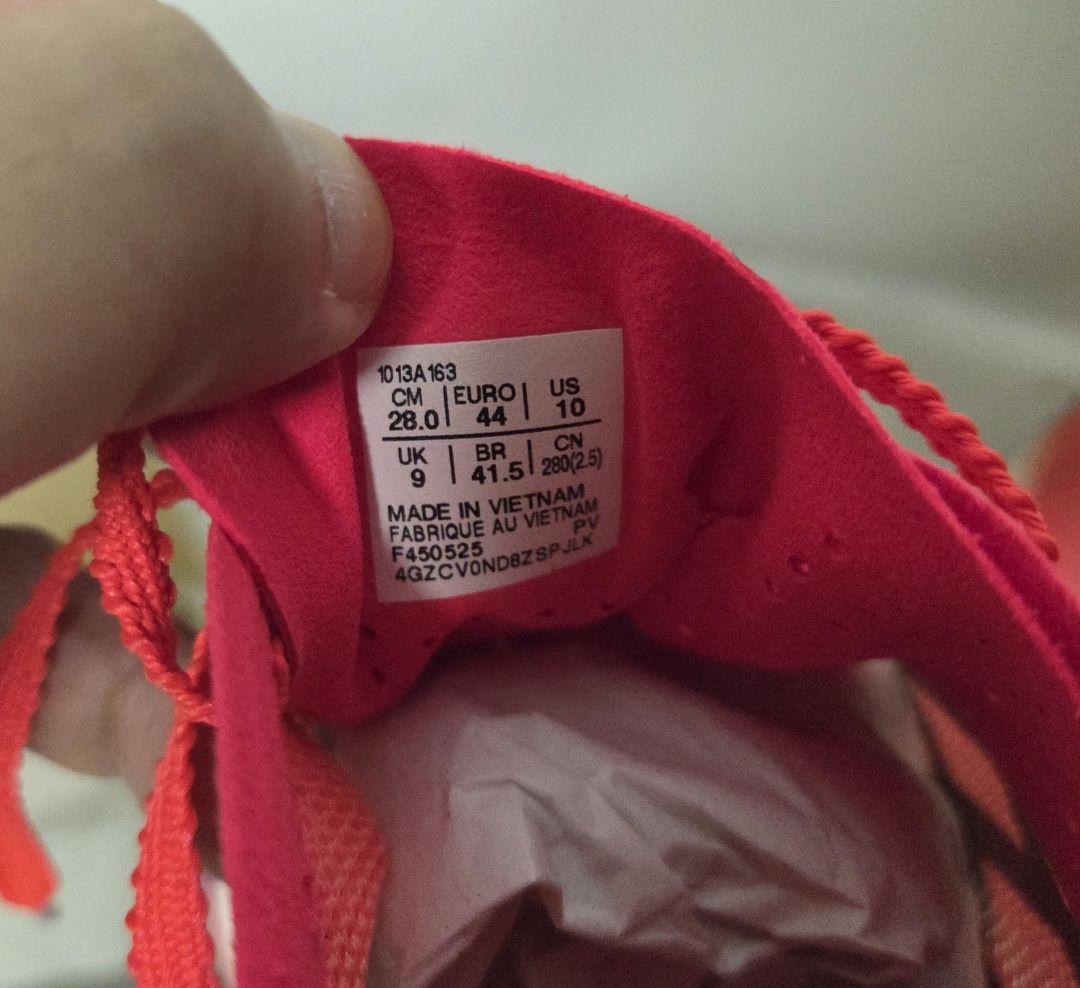 1013A163
CM | EURO | US
28.0 | 44 | 10
UK | BR | CN
9 | 41.5 | 280(2.5)
MADE IN VIETNAM
FABRIQUE AU VIETNAM
PV
F450525
4GZCV0ND8ZSPJLK